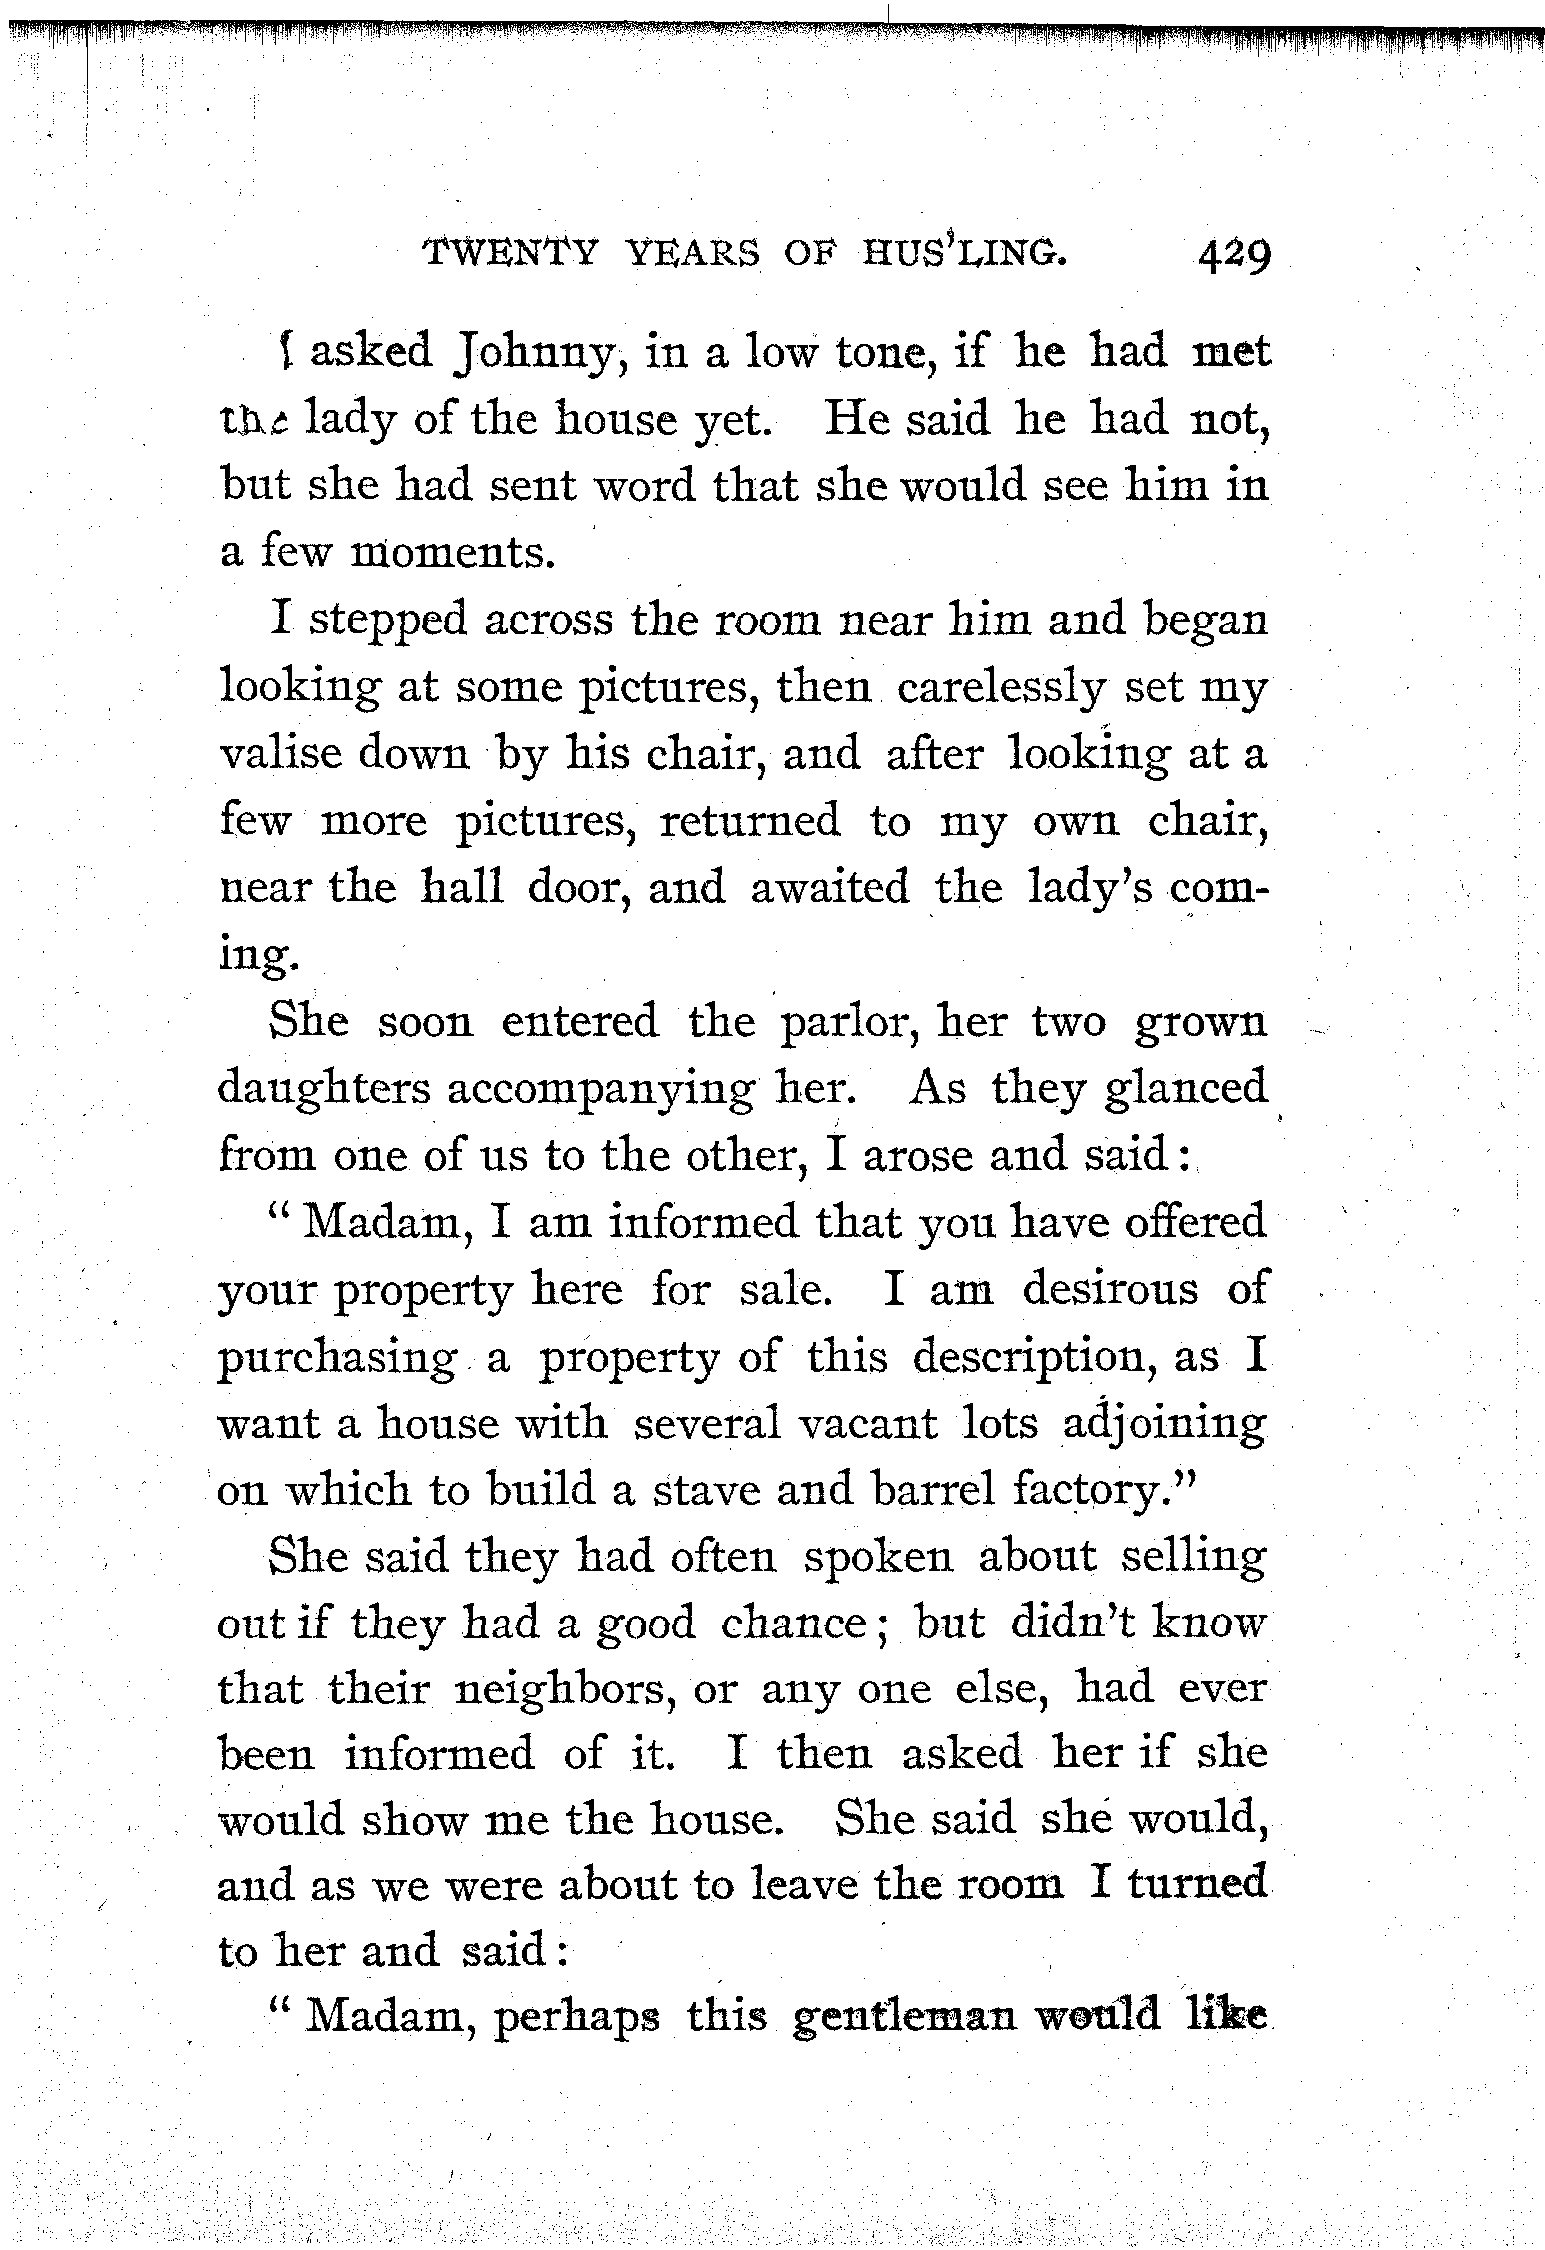 TWENTY YEARS OF HUS'LING. 429
I asked Johnny, in a low tone, if he had met
the lady of the house yet. He said he had not,
but she had sent word that she would see him in
a few moments.
I stepped across the room near him and began
looking at some pictures, then carelessly set my
valise down by his chair, and after looking at a
few more pictures, returned to my own chair,
near the hall door, and awaited the lady's com-
ing.
She soon entered the parlor, her two grown
daughters accompanying her. As they glanced
from one of us to the other, I arose and said:
" Madam, I am informed that you have offered
your property here for sale. I am desirous of
purchasing a property of this description, as I
want a house with several vacant lots adjoining
on which to build a stave and barrel factory."
She said they had often spoken about selling
out if they had a good chance; but didn't know
that their neighbors, or any one else, had ever
been informed of it. I then asked her if she
would show me the house. She said she would,
and as we were about to leave the room I turned
to her and said:
" Madam, perhaps this gentleman would like